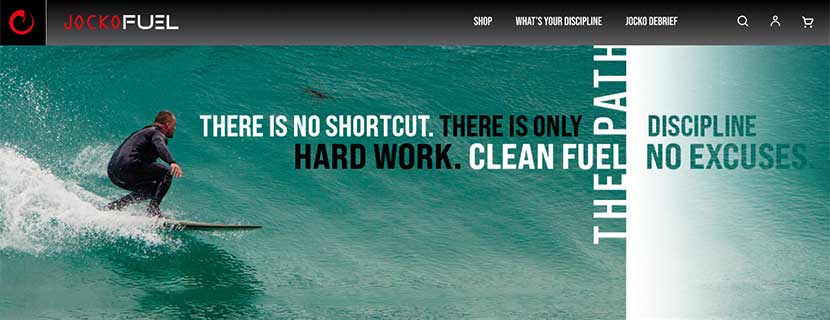 JOCKOFUEL
SHOP
WHAT'S YOUR DISCIPLINE
JOCKO DEBRIEF
THERE IS NO SHORTCUT. THERE IS ONLY
HARD WORK. CLEAN FUEL
THE PATH
DISCIPLINE
NO EXCUSES.